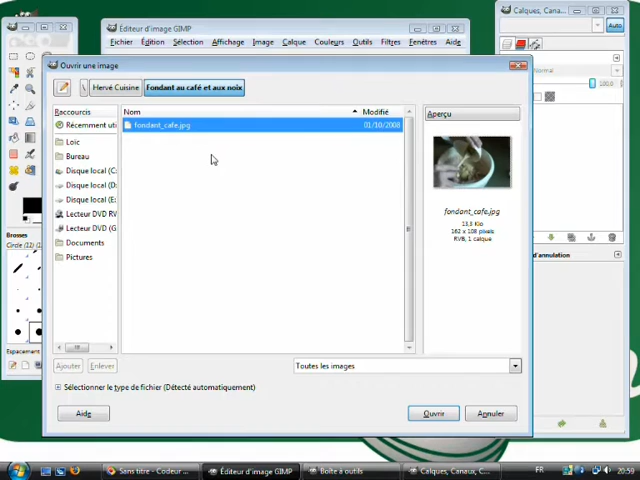 Éditeur d'image GIMP
Calques, Canau...
Fichier Édition Sélection Affichage Image Calque Couleurs Outils Filtres Fenêtres Aide
Auto
Ouvrir une image
Normal
Hervé Cuisine Fondant au café et aux noix
100,0
Raccourcis
Nom Modifié
Aperçu
Récemment uti
fondant_cafe.jpg 01/10/2008
Loic
Bureau
Disque local (C:
Disque local (D:
Disque local (E:
Lecteur DVD RV
Lecteur DVD (G
Documents
Pictures
fondant_cafe.jpg
13,9 Kio
162 x 108 pixels
RVB, 1 calque
Brosses
Circle (11)
d'annulation
Espacement
Ajouter Enlever
Toutes les images
Sélectionner le type de fichier (Détecté automatiquement)
Aide Ouvrir Annuler
Sans titre - Codeur ... Éditeur d'image GIMP Boîte à outils Calques, Canaux, C... FR 20:59